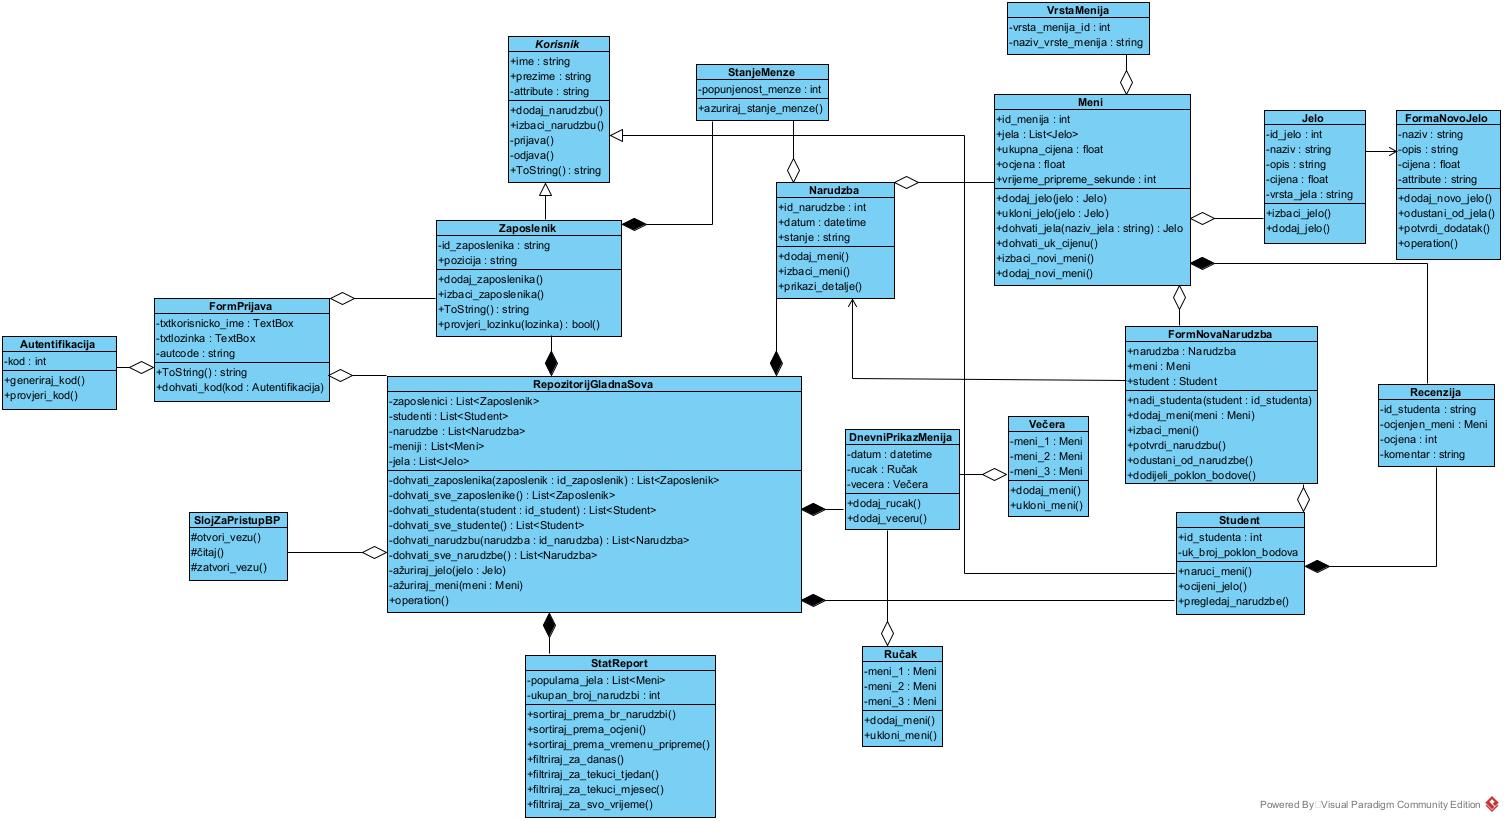 VrstaMenija
-vrsta_menija_id : int
-naziv_vrste_menija : string
Korisnik
+ime : string
+prezime : string
-attribute : string
+dodaj_narudzbu()
+izbaci_narudzbu()
-prijava()
-odjava()
+ToString() : string
StanjeMenze
-popunjenost_menze : int
+azuriraj_stanje_menze()
Meni
+id_menija : int
+jela : List<Jelo>
+ukupna_cijena : float
+ocjena : float
+vrijeme_pripreme_sekunde : int
+dodaj_jelo(jelo : Jelo)
+ukloni_jelo(jelo : Jelo)
+dohvati_jela(naziv_jela : string) : Jelo
+dohvati_uk_cijenu()
+izbaci_novi_meni()
+dodaj_novi_meni()
Jelo
-id_jelo : int
-naziv : string
-opis : string
-cijena : float
-vrsta_jela : string
+izbaci_jelo()
+dodaj_jelo()
FormaNovoJelo
-naziv : string
-opis : string
-cijena : float
-attribute : string
+dodaj_novo_jelo()
+odustani_od_jela()
+potvrdi_dodatak()
+operation()
Narudzba
+id_narudzbe : int
+datum : datetime
+stanje : string
+dodaj_meni()
+izbaci_meni()
+prikazi_detalje()
Zaposlenik
-id_zaposlenika : string
+pozicija : string
+dodaj_zaposlenika()
+izbaci_zaposlenika()
+ToString() : string
+provjeri_lozinku(lozinka) : bool()
FormPrijava
-txtkorisnicko_ime : TextBox
-txtlozinka : TextBox
-autcode : string
+ToString() : string
+dohvati_kod(kod : Autentifikacija)
Autentifikacija
-kod : int
+generiraj_kod()
+provjeri_kod()
FormNovaNarudzba
+narudzba : Narudzba
+meni : Meni
+student : Student
+nadi_studenta(student : id_studenta)
+dodaj_meni(meni : Meni)
+izbaci_meni()
+potvrdi_narudzbu()
+odustani_od_narudzbe()
+dodijeli_poklon_bodove()
RepozitorijGladnaSova
-zaposlenici : List<Zaposlenik>
-studenti : List<Student>
-narudzbe : List<Narudzba>
-meniji : List<Meni>
-jela : List<Jelo>
-dohvati_zaposlenika(zaposlenik : id_zaposlenik) : List<Zaposlenik>
-dohvati_sve_zaposlenike() : List<Zaposlenik>
-dohvati_studenta(student : id_student) : List<Student>
-dohvati_sve_studente() : List<Student>
-dohvati_narudzbu(narudzba : id_narudzba) : List<Narudzba>
-dohvati_sve_narudzbe() : List<Narudzba>
-ažuriraj_jelo(jelo : Jelo)
-ažuriraj_meni(meni : Meni)
+operation()
Recenzija
-id_studenta : string
-ocjenjen_meni : Meni
-ocjena : int
-komentar : string
Večera
-meni_1 : Meni
-meni_2 : Meni
-meni_3 : Meni
+dodaj_meni()
+ukloni_meni()
DnevniPrikazMenija
-datum : datetime
-rucak : Ručak
-vecera : Večera
+dodaj_rucak()
+dodaj_veceru()
SlojZaPristupBP
#otvori_vezu()
#čitaj()
#zatvori_vezu()
Student
+id_studenta : int
-uk_broj_poklon_bodova
+naruci_meni()
+ocijeni_jelo()
+pregledaj_narudzbe()
Ručak
-meni_1 : Meni
-meni_2 : Meni
-meni_3 : Meni
+dodaj_meni()
+ukloni_meni()
StatReport
-popularna_jela : List<Meni>
-ukupan_broj_narudzbi : int
+sortiraj_prema_br_narudzbi()
+sortiraj_prema_ocjeni()
+sortiraj_prema_vremenu_pripreme()
+filtriraj_za_danas()
+filtriraj_za_tekuci_tjedan()
+filtriraj_za_tekuci_mjesec()
+filtriraj_za_svo_vrijeme()
Powered By Visual Paradigm Community Edition